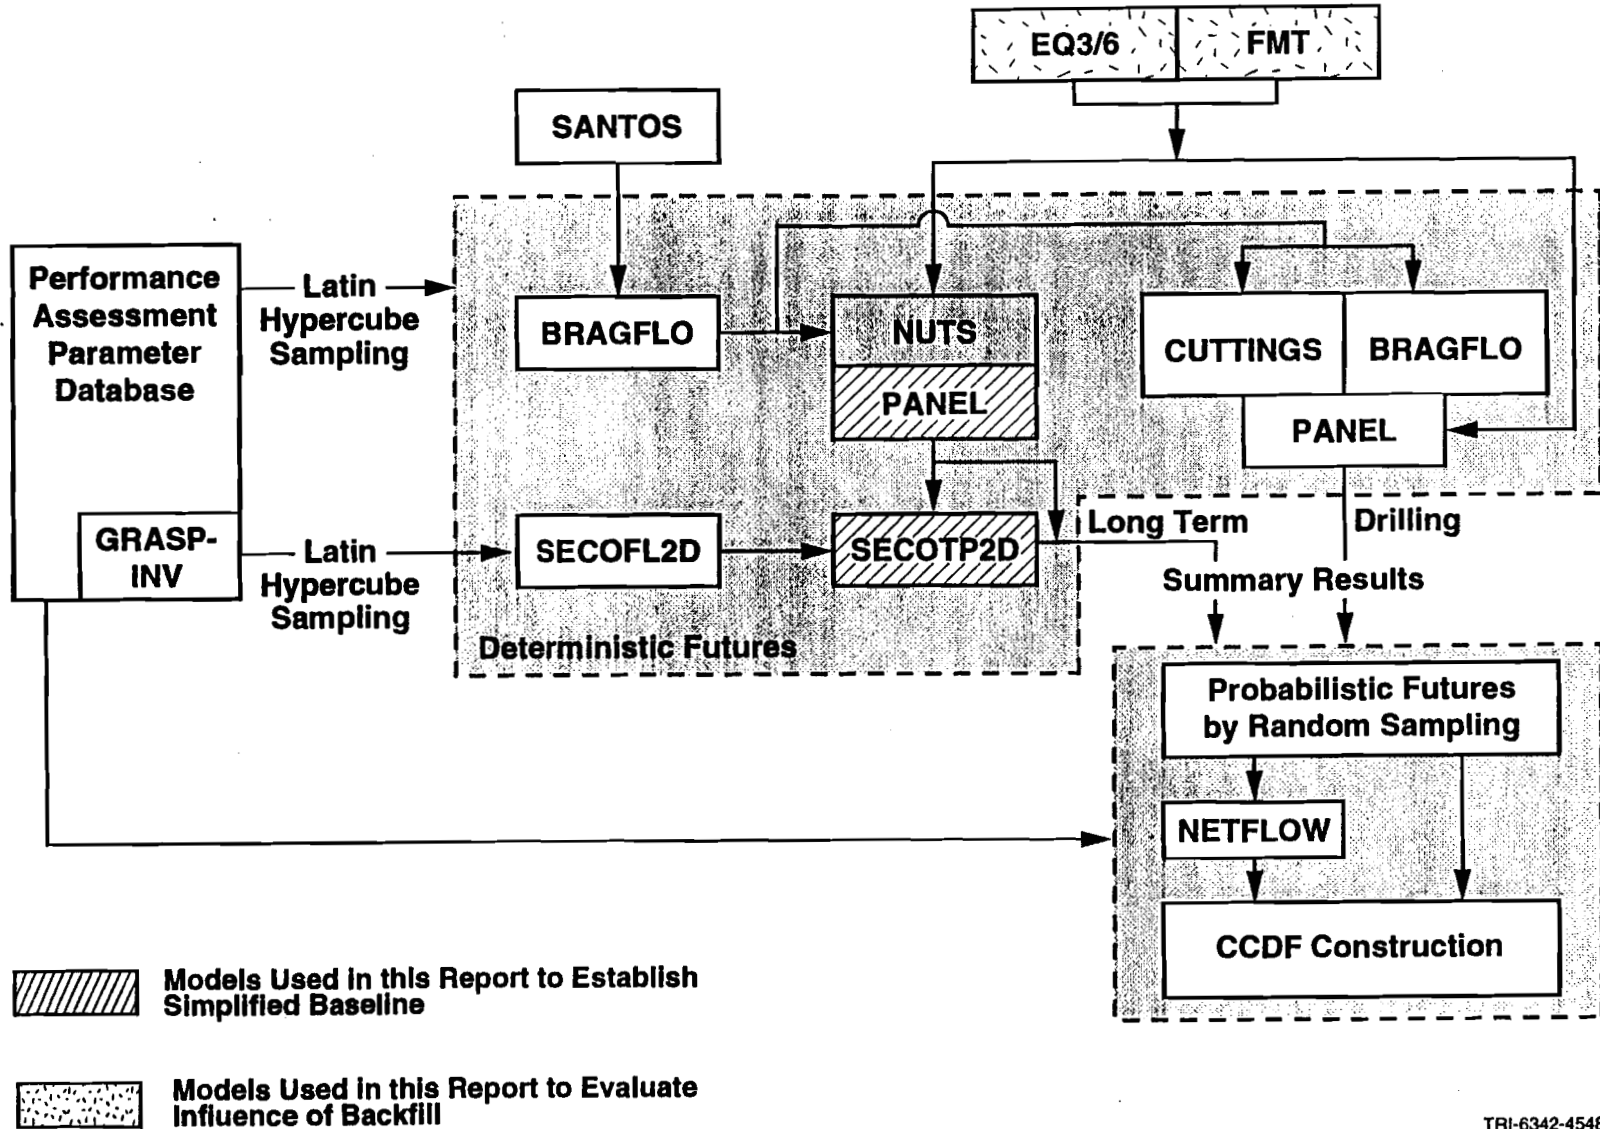 EQ3/6
FMT
SANTOS
Performance
Assessment
Parameter
Database
Latin
Hypercube
Sampling
BRAGFLO
NUTS
PANEL
CUTTINGS
BRAGFLO
PANEL
GRASP-
INV
Latin
Hypercube
Sampling
SECOFL2D
SECOTP2D
Long Term
Drilling
Summary Results
Deterministic Futures
Probabilistic Futures
by Random Sampling
NETFLOW
CCDF Construction
Models Used in this Report to Establish
Simplified Baseline
Models Used in this Report to Evaluate
Influence of Backfill
TRI-6342-4548